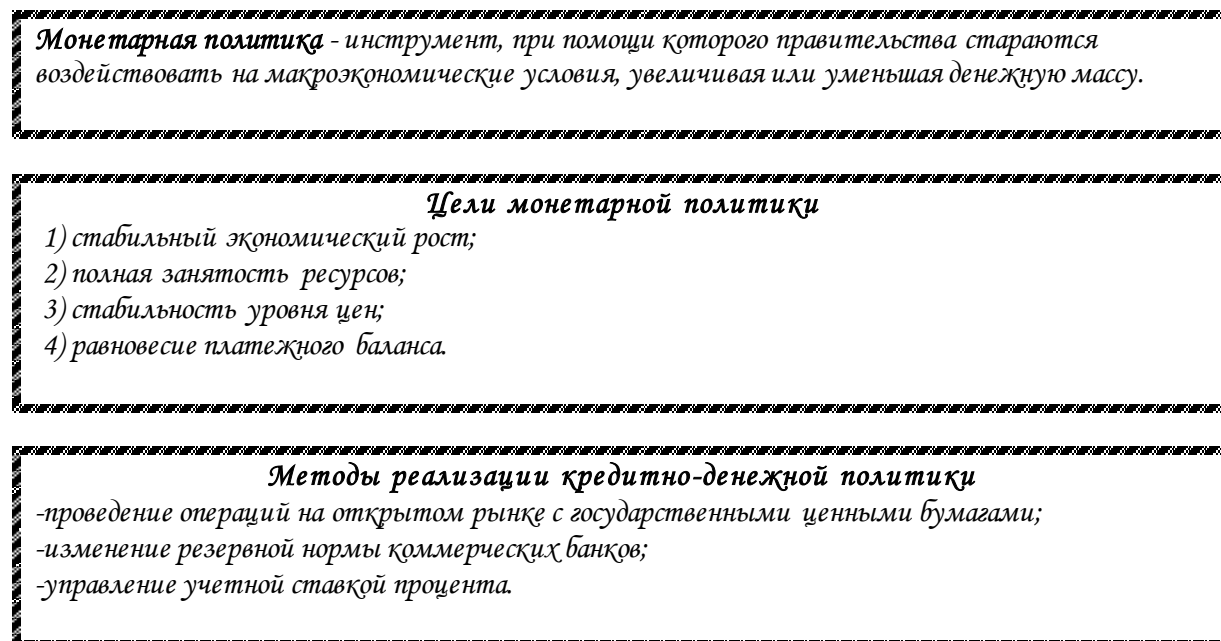 Монетарная политика - инструмент, при помощи которого правительства стараются
воздействовать на макроэкономические условия, увеличивая или уменьшая денежную массу.
Цели монетарной политики
1) стабильный экономический рост;
2) полная занятость ресурсов;
3) стабильность уровня цен;
4) равновесие платежного баланса.
Методы реализации кредитно-денежной политики
-проведение операций на открытом рынке с государственными ценными бумагами;
-изменение резервной нормы коммерческих банков;
-управление учетной ставкой процента.